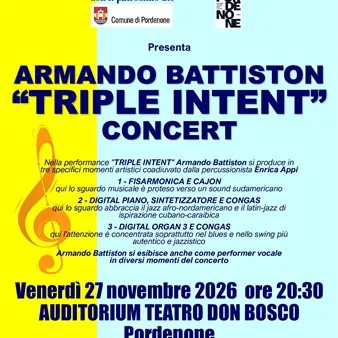 Comune di Pordenone
Presenta
ARMANDO BATTISTON
“TRIPLE INTENT”
CONCERT
Nella performance "TRIPLE INTENT" Armando Battiston si produce in
tre specifici momenti artistici coadiuvato dalla percussionista Enrica Appi
1 - FISARMONICA E CAJON
qui lo sguardo musicale è proteso verso un sound sudamericano
2 - DIGITAL PIANO, SINTETIZZATORE E CONGAS
qui lo sguardo abbraccia il jazz afro-nordamericano e il latin-jazz di
ispirazione cubano-caraibica
3 - DIGITAL ORGAN 3 E CONGAS
qui l'attenzione è concentrata soprattutto nel blues e nello swing più
autentico e jazzistico
Armando Battiston si esibisce anche come performer vocale
in diversi momenti del concerto
Venerdì 27 novembre 2026 ore 20:30
AUDITORIUM TEATRO DON BOSCO
Pordenone